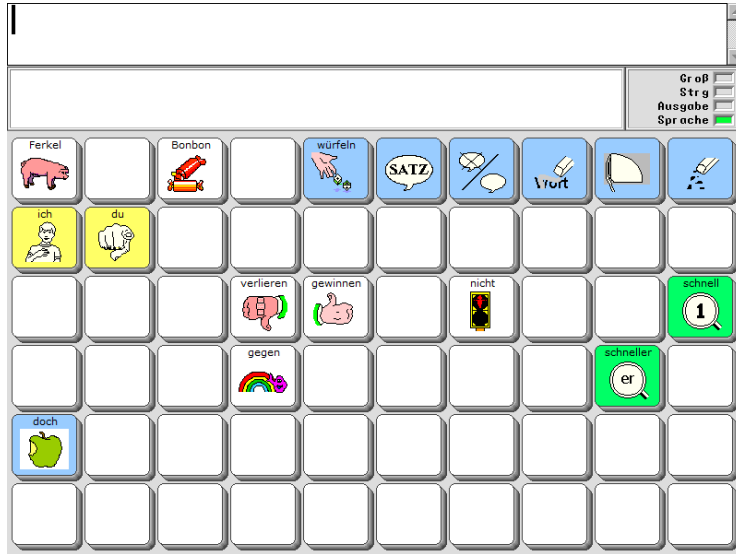 Groß
Strg
Ausgabe
Sprache
Ferkel
Bonbon
würfeln
SATZ
Wort
ich
du
verlieren
gewinnen
nicht
schnell
1
gegen
schneller
er
doch